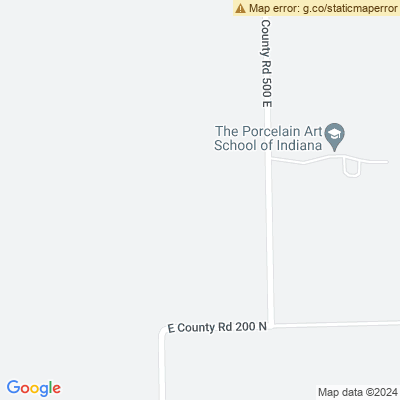 Map error: g.co/staticmaperror
County Rd 500 E
The Porcelain Art
School of Indiana
E County Rd 200 N
Google
Map data ©2024